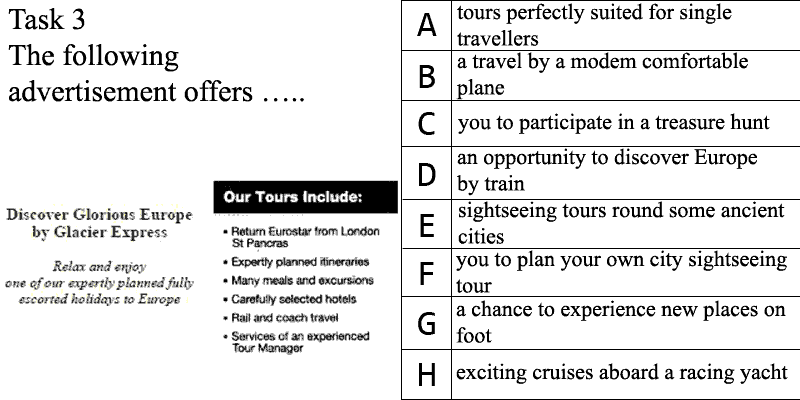 Task 3
The following
advertisement offers …..
Discover Glorious Europe
by Glacier Express
Relax and enjoy
one of our expertly planned fully
escorted holidays to Europe
Our Tours Include:
• Return Eurostar from London
St Pancras
• Expertly planned itineraries
• Many meals and excursions
• Carefully selected hotels
• Rail and coach travel
• Services of an experienced
Tour Manager
A
tours perfectly suited for single
travellers
B
a travel by a modem comfortable
plane
C
you to participate in a treasure hunt
D
an opportunity to discover Europe
by train
E
sightseeing tours round some ancient
cities
F
you to plan your own city sightseeing
tour
G
a chance to experience new places on
foot
H
exciting cruises aboard a racing yacht